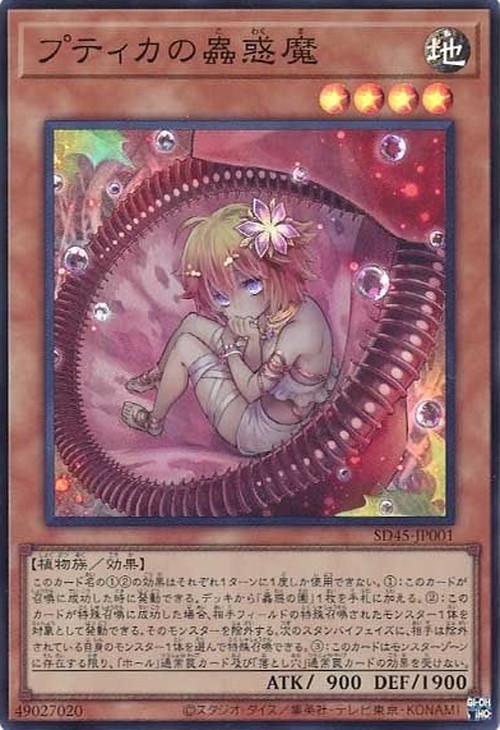 プティカの蟲惑魔
地
SD45-JP001
【植物族/効果】
このカード名の①②の効果はそれぞれ1ターンに1度しか使用できない。①:このカードが
召喚に成功した時に発動できる。デッキから「蟲惑の園」1枚を手札に加える。②:この
カードが特殊召喚に成功した場合、相手フィールドの特殊召喚されたモンスター1体を
対象として発動できる。そのモンスターを除外する。次のスタンバイフェイズに、相手は除外
されている自身のモンスター1体を選んで特殊召喚できる。③:このカードはモンスターゾーン
に存在する限り、「ホール」通常罠カード及び「落とし穴」通常罠カードの効果を受けない。
ATK/ 900 DEF/1900
49027020 ©スタジオ・ダイス/集英社・テレビ東京・KONAMI